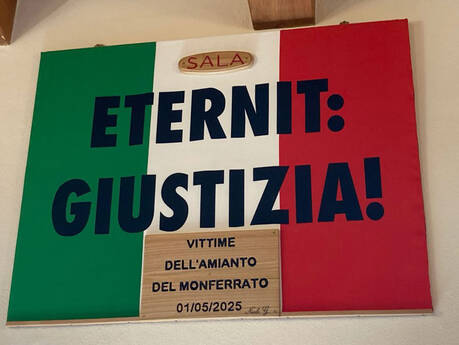 SALA
ETERNIT:
GIUSTIZIA!
VITTIME
DELL'AMIANTO
DEL MONFERRATO
01/05/2025